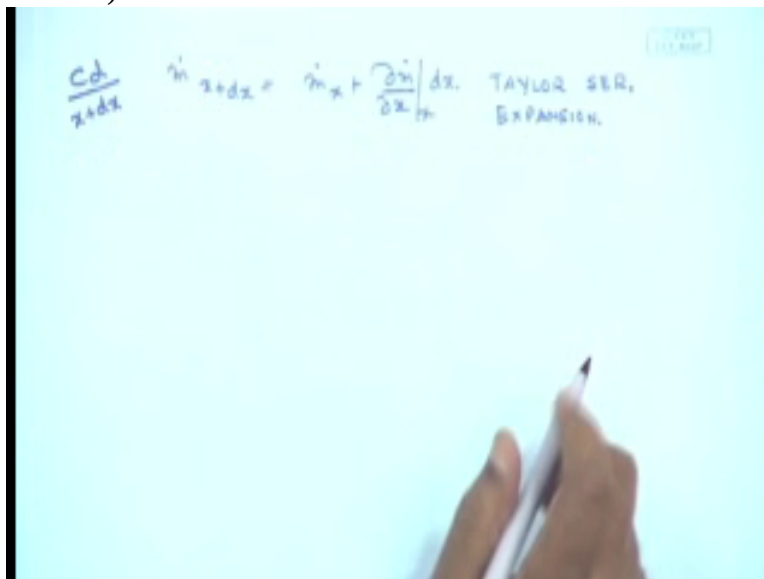 cd ṁ x+dx = ṁ x + ∂ṁ/∂x |x dx. TAYLOR SER.
x+dx EXPANSION.